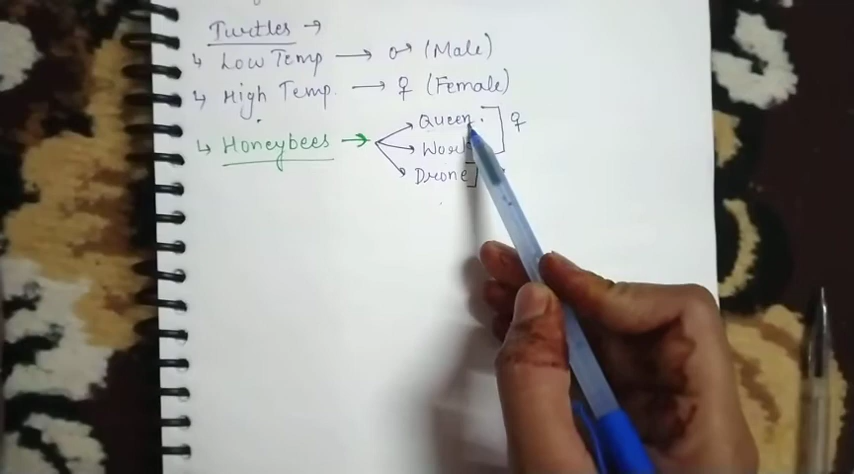 Turtles →
↳ Low Temp → ♂ (Male)
↳ High Temp. → ♀ (Female)
↳ Honeybees → Queen. ♀
Drone